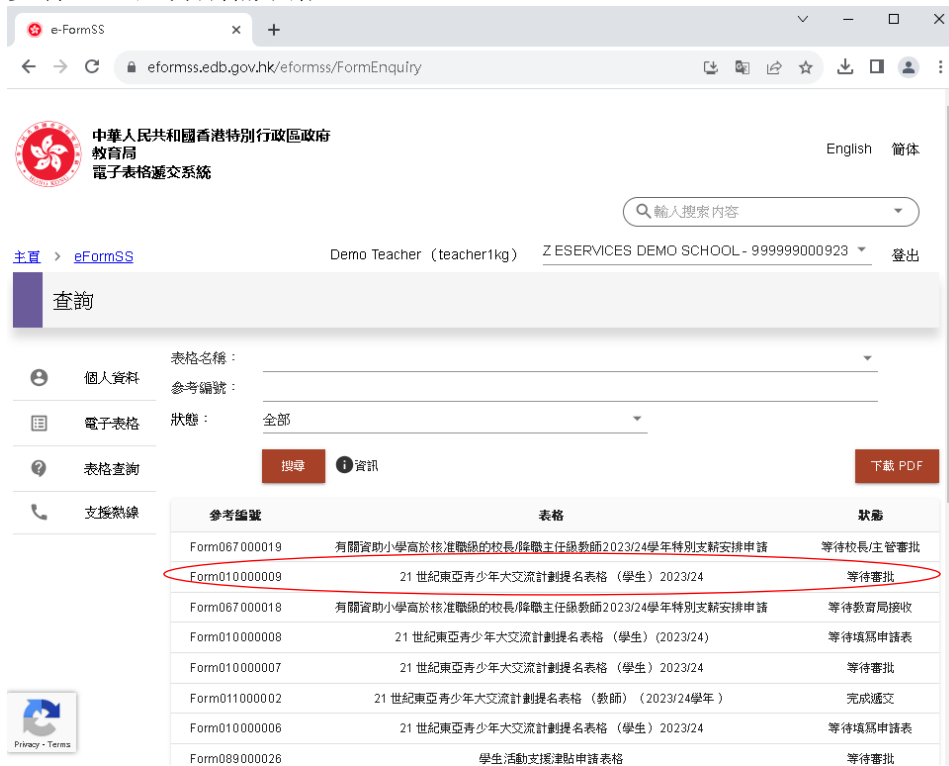 e-FormSS
eformss.edb.gov.hk/eformss/FormEnquiry
中華人民共和國香港特別行政區政府
教育局
電子表格遞交系統
English 简体
輸入搜索內容
主頁 > eFormSS Demo Teacher (teacher1kg) Z ESERVICES DEMO SCHOOL - 999999000923 登出
查詢
個人資料
電子表格
表格查詢
支援熱線
表格名稱：
參考編號：
狀態： 全部
搜尋 資訊 下載 PDF
參考編號 表格 狀態
Form067000019 有關資助小學高於核准職級的校長/降職主任級教師2023/24學年特別支薪安排申請 等待校長/主管審批
Form010000009 21 世紀東亞青少年大交流計劃提名表格 （學生）2023/24 等待審批
Form067000018 有關資助小學高於核准職級的校長/降職主任級教師2023/24學年特別支薪安排申請 等待教育局接收
Form010000008 21 世紀東亞青少年大交流計劃提名表格 （學生）(2023/24) 等待填寫申請表
Form010000007 21 世紀東亞青少年大交流計劃提名表格 （學生）2023/24 等待審批
Form011000002 21 世紀東亞青少年大交流計劃提名表格 （教師）（2023/24學年） 完成遞交
Form010000006 21 世紀東亞青少年大交流計劃提名表格 （學生）2023/24 等待填寫申請表
Form089000026 學生活動支援津貼申請表格 等待審批
Privacy - Terms